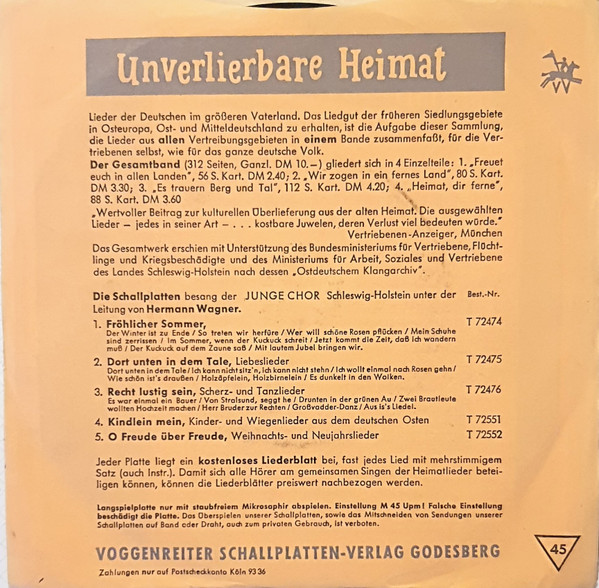 Unverlierbare Heimat
Lieder der Deutschen im größeren Vaterland. Das Liedgut der früheren Siedlungsgebiete
in Osteuropa, Ost- und Mitteldeutschland zu erhalten, ist die Aufgabe dieser Sammlung,
die Lieder aus allen Vertreibungsgebieten in einem Bande zusammenfaßt, für die Ver-
triebenen selbst, wie für das ganze deutsche Volk.
Der Gesamtband (312 Seiten, Ganzl. DM 10.–) gliedert sich in 4 Einzelteile: 1. „Freuet
euch in allen Landen", 56 S. Kart. DM 2.40; 2. „Wir zogen in ein fernes Land", 80 S. Kart.
DM 3.30; 3. „Es trauern Berg und Tal", 112 S. Kart. DM 4.20; 4. „Heimat, dir ferne",
88 S. Kart. DM 3.60
„Wertvoller Beitrag zur kulturellen Überlieferung aus der alten Heimat. Die ausgewählten
Lieder – jedes in seiner Art – . . . kostbare Juwelen, deren Verlust viel bedeuten würde."
Vertriebenen-Anzeiger, München
Das Gesamtwerk erschien mit Unterstützung des Bundesministeriums für Vertriebene, Flücht-
linge und Kriegsbeschädigte und des Ministeriums für Arbeit, Soziales und Vertriebene
des Landes Schleswig-Holstein nach dessen „Ostdeutschem Klangarchiv".
Die Schallplatten besang der JUNGE CHOR Schleswig-Holstein unter der Best.-Nr.
Leitung von Hermann Wagner.
1. Fröhlicher Sommer, T 72474
Der Winter ist zu Ende / So treten wir herfüre / Wer will schöne Rosen pflücken / Mein Schuhe
sind zerrissen / Im Sommer, wenn der Kuckuck schreit / Jetzt kommt die Zeit, daß ich wandern
muß / Der Kuckuck auf dem Zaune saß / Mit lautem Jubel bringen wir.
2. Dort unten in dem Tale, Liebeslieder T 72475
Dort unten in dem Tale / Ich kann nicht sitz'n, ich kann nicht stehn / Ich wollt einmal nach Rosen gehn /
Wie schön ist's draußen / Holzäpfelein, Holzbirnelein / Es dunkelt in den Wolken.
3. Recht lustig sein, Scherz- und Tanzlieder T 72476
Es war einmal ein Bauer / Von Stralsund, seggt he / Drunten in der grünen Au / Zwei Brautleute
wollten Hochzeit machen / Herr Bruder zur Rechten / Großvadder-Danz / Aus is's Liedel.
4. Kindlein mein, Kinder- und Wiegenlieder aus dem deutschen Osten T 72551
5. O Freude über Freude, Weihnachts- und Neujahrslieder T 72552
Jeder Platte liegt ein kostenloses Liederblatt bei, fast jedes Lied mit mehrstimmigem
Satz (auch Instr.). Damit sich alle Hörer am gemeinsamen Singen der Heimatlieder betei-
ligen können, können die Liederblätter preiswert nachbezogen werden.
Langspielplatte nur mit staubfreiem Mikrosaphir abspielen. Einstellung M 45 Upm! Falsche Einstellung
beschädigt die Platte. Das Überspielen unserer Schallplatten, sowie das Mitschneiden von Sendungen unserer
Schallplatten auf Band oder Draht, auch zum privaten Gebrauch, ist verboten.
VOGGENREITER SCHALLPLATTEN-VERLAG GODESBERG
Zahlungen nur auf Postscheckkonto Köln 93 36
45